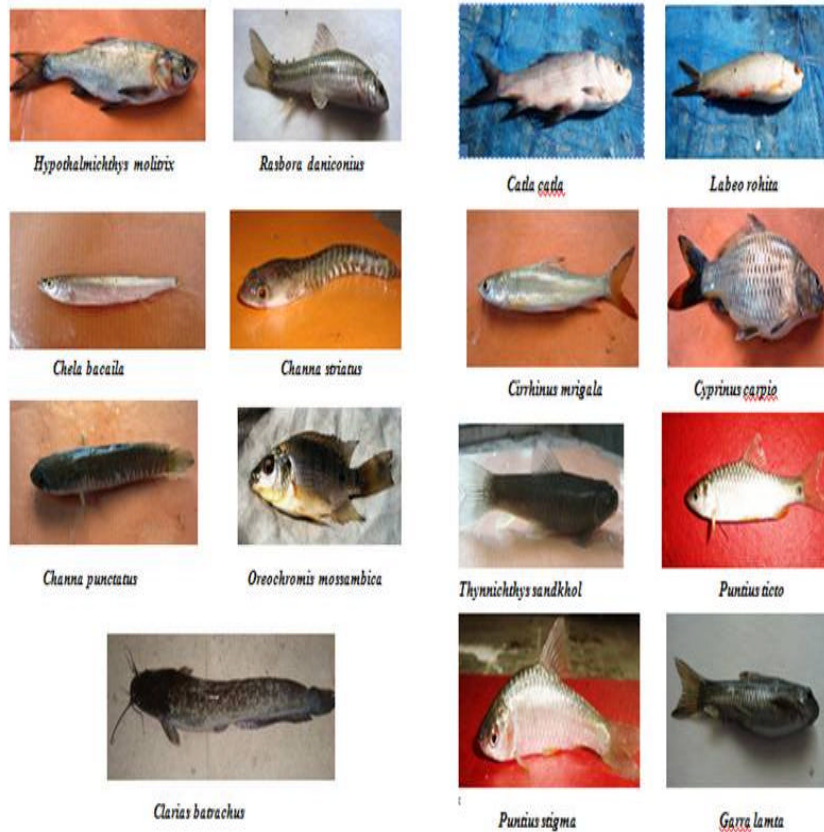 Hypothalmichthys molitrix
Rasbora daniconius
Catla catla
Labeo rohita
Chela bacaila
Channa striatus
Cirrhinus mrigala
Cyprinus carpio
Channa punctatus
Oreochromis mossambica
Thynnichthys sandkhol
Puntius ticto
Clarias batrachus
Puntius stigma
Garra lamta